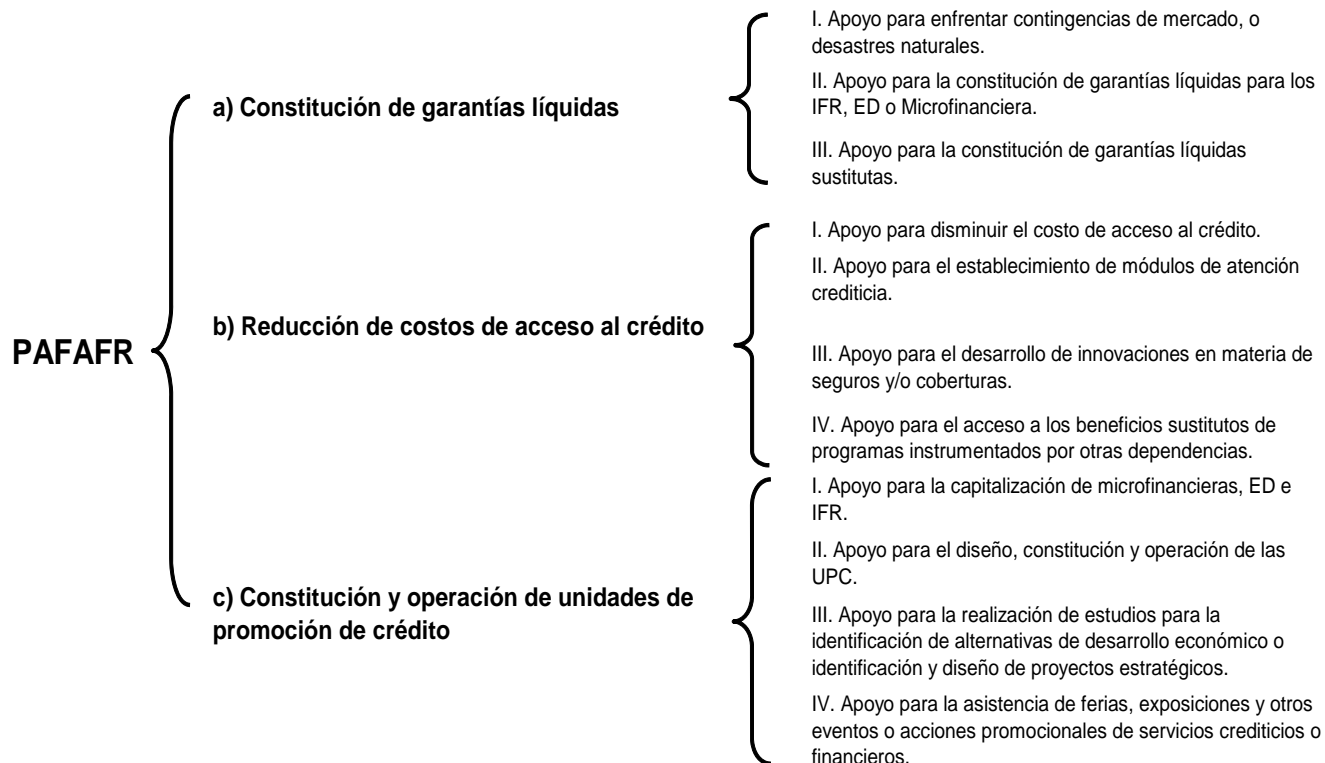 PAFAFR
a) Constitución de garantías líquidas
I. Apoyo para enfrentar contingencias de mercado, o
desastres naturales.
II. Apoyo para la constitución de garantías líquidas para los
IFR, ED o Microfinanciera.
III. Apoyo para la constitución de garantías líquidas
sustitutas.
b) Reducción de costos de acceso al crédito
I. Apoyo para disminuir el costo de acceso al crédito.
II. Apoyo para el establecimiento de módulos de atención
crediticia.
III. Apoyo para el desarrollo de innovaciones en materia de
seguros y/o coberturas.
IV. Apoyo para el acceso a los beneficios sustitutos de
programas instrumentados por otras dependencias.
c) Constitución y operación de unidades de
promoción de crédito
I. Apoyo para la capitalización de microfinancieras, ED e
IFR.
II. Apoyo para el diseño, constitución y operación de las
UPC.
III. Apoyo para la realización de estudios para la
identificación de alternativas de desarrollo económico o
identificación y diseño de proyectos estratégicos.
IV. Apoyo para la asistencia de ferias, exposiciones y otros
eventos o acciones promocionales de servicios crediticios o
financieros.